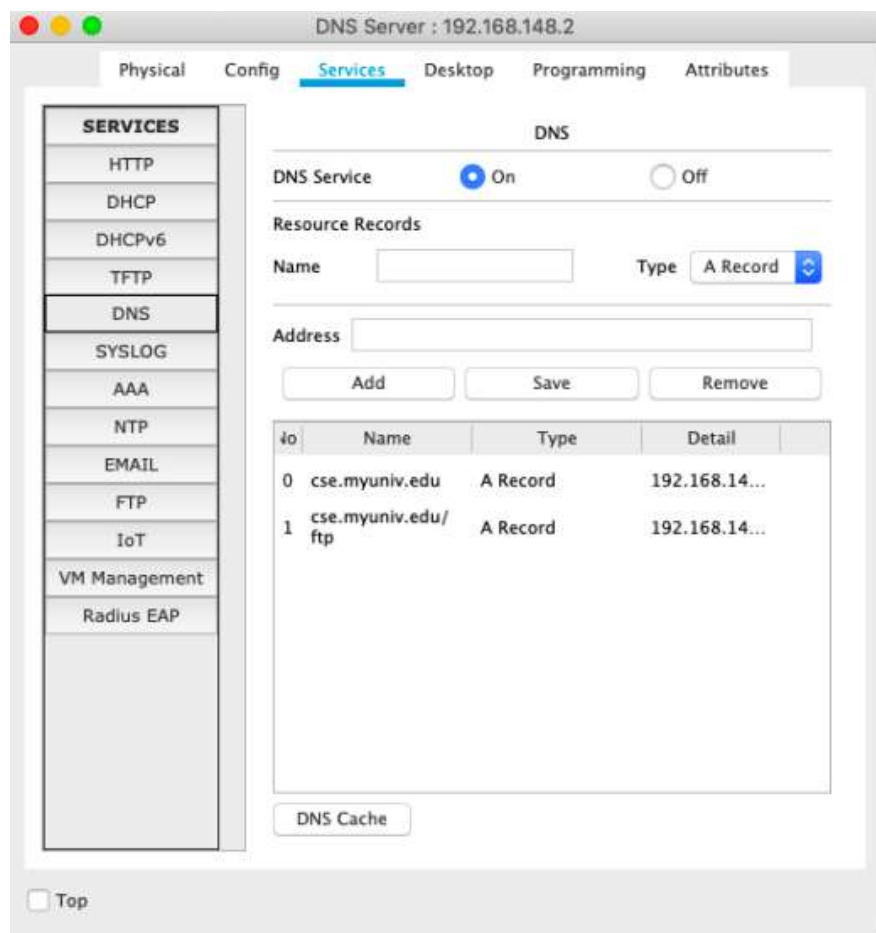 DNS Server : 192.168.148.2
Physical Config Services Desktop Programming Attributes
SERVICES
HTTP
DHCP
DHCPv6
TFTP
DNS
SYSLOG
AAA
NTP
EMAIL
FTP
IoT
VM Management
Radius EAP
DNS
DNS Service On Off
Resource Records
Name Type A Record
Address
Add Save Remove
Name Type Detail
0 cse.myuniv.edu A Record 192.168.14...
1 cse.myuniv.edu/
ftp A Record 192.168.14...
DNS Cache
Top